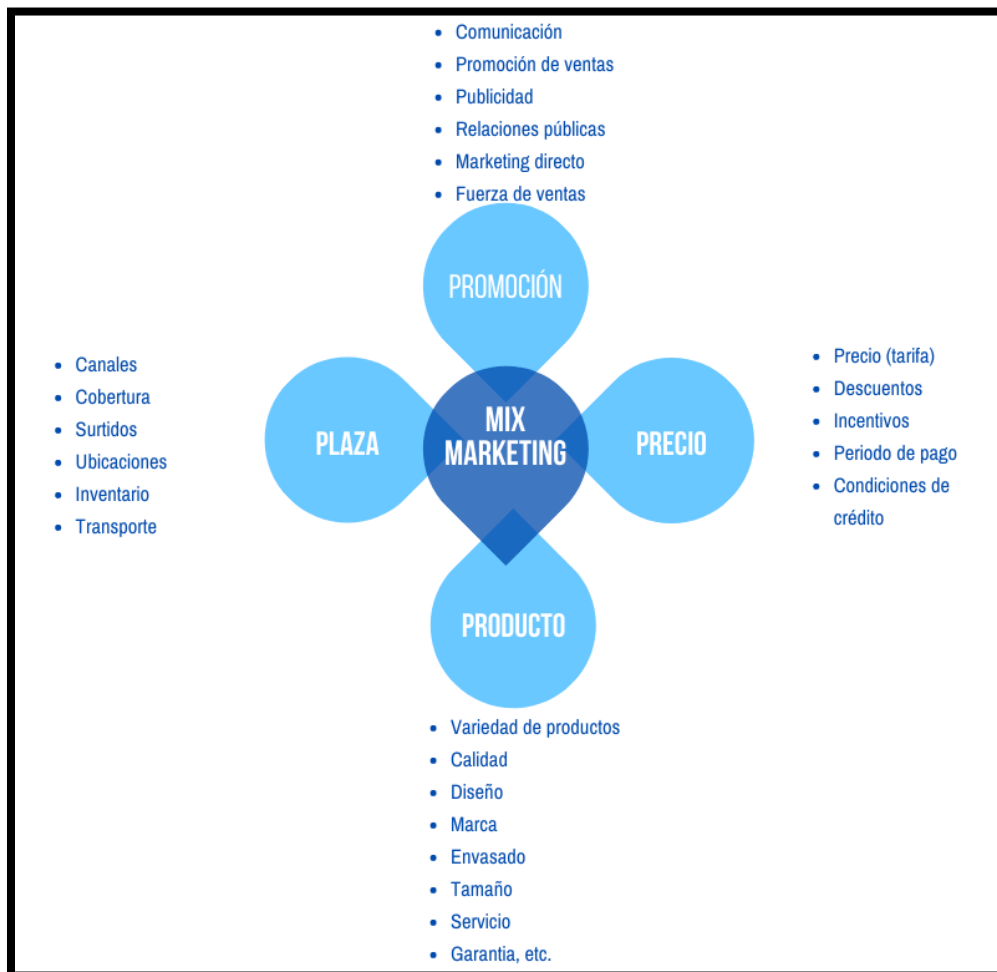 • Comunicación
• Promoción de ventas
• Publicidad
• Relaciones públicas
• Marketing directo
• Fuerza de ventas
PROMOCIÓN
• Canales
• Cobertura
• Surtidos
• Ubicaciones
• Inventario
• Transporte
PLAZA
MIX
MARKETING
PRECIO
• Precio (tarifa)
• Descuentos
• Incentivos
• Periodo de pago
• Condiciones de
crédito
PRODUCTO
• Variedad de productos
• Calidad
• Diseño
• Marca
• Envasado
• Tamaño
• Servicio
• Garantia, etc.